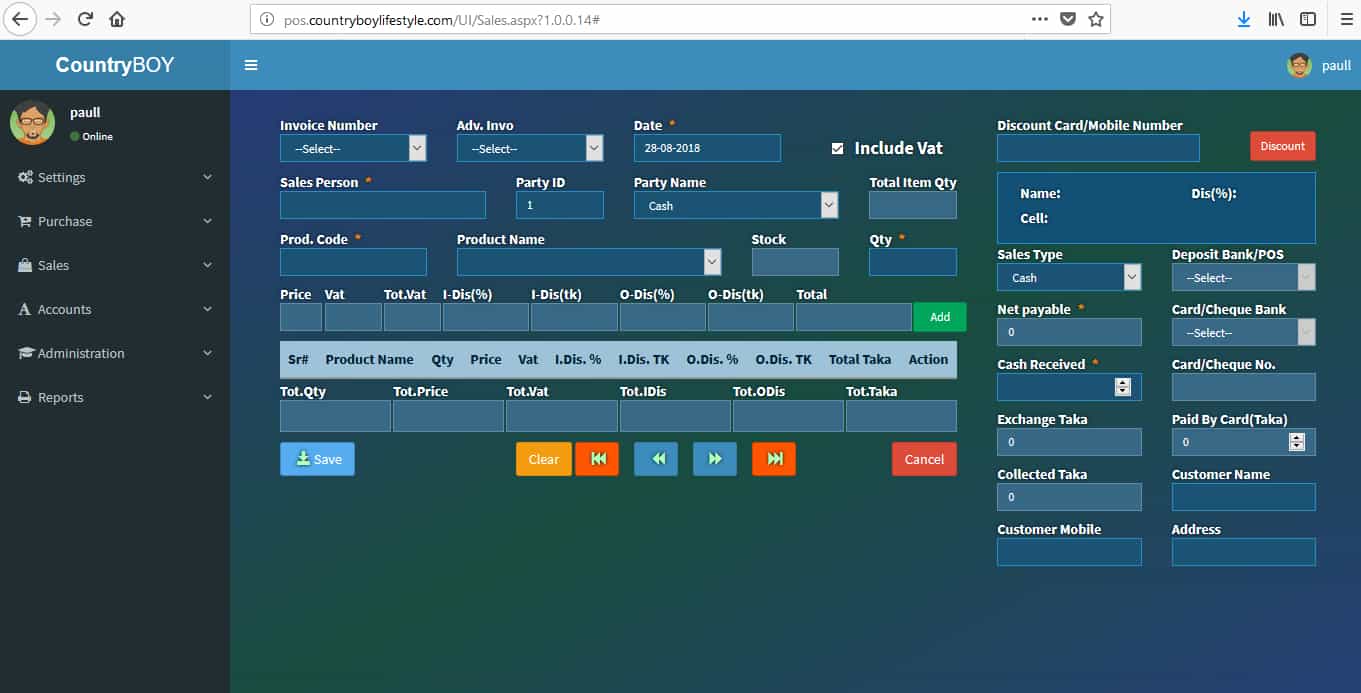 pos.countryboylifestyle.com/UI/Sales.aspx?1.0.0.14#
CountryBOY
paull
paull
Online
Settings
Purchase
Sales
Accounts
Administration
Reports
Invoice Number Adv. Invo Date *
--Select-- --Select-- 28-08-2018 Include Vat
Sales Person * Party ID Party Name Total Item Qty
1 Cash
Prod. Code * Product Name Stock Qty *
Price Vat Tot.Vat I-Dis(%) I-Dis(tk) O-Dis(%) O-Dis(tk) Total
Add
Sr# Product Name Qty Price Vat I.Dis. % I.Dis. TK O.Dis. % O.Dis. TK Total Taka Action
Tot.Qty Tot.Price Tot.Vat Tot.IDis Tot.ODis Tot.Taka
Save Clear Cancel
Discount Card/Mobile Number
Discount
Name: Dis(%):
Cell:
Sales Type Deposit Bank/POS
Cash --Select--
Net payable * Card/Cheque Bank
0 --Select--
Cash Received * Card/Cheque No.
Exchange Taka Paid By Card(Taka)
0 0
Collected Taka Customer Name
0
Customer Mobile Address